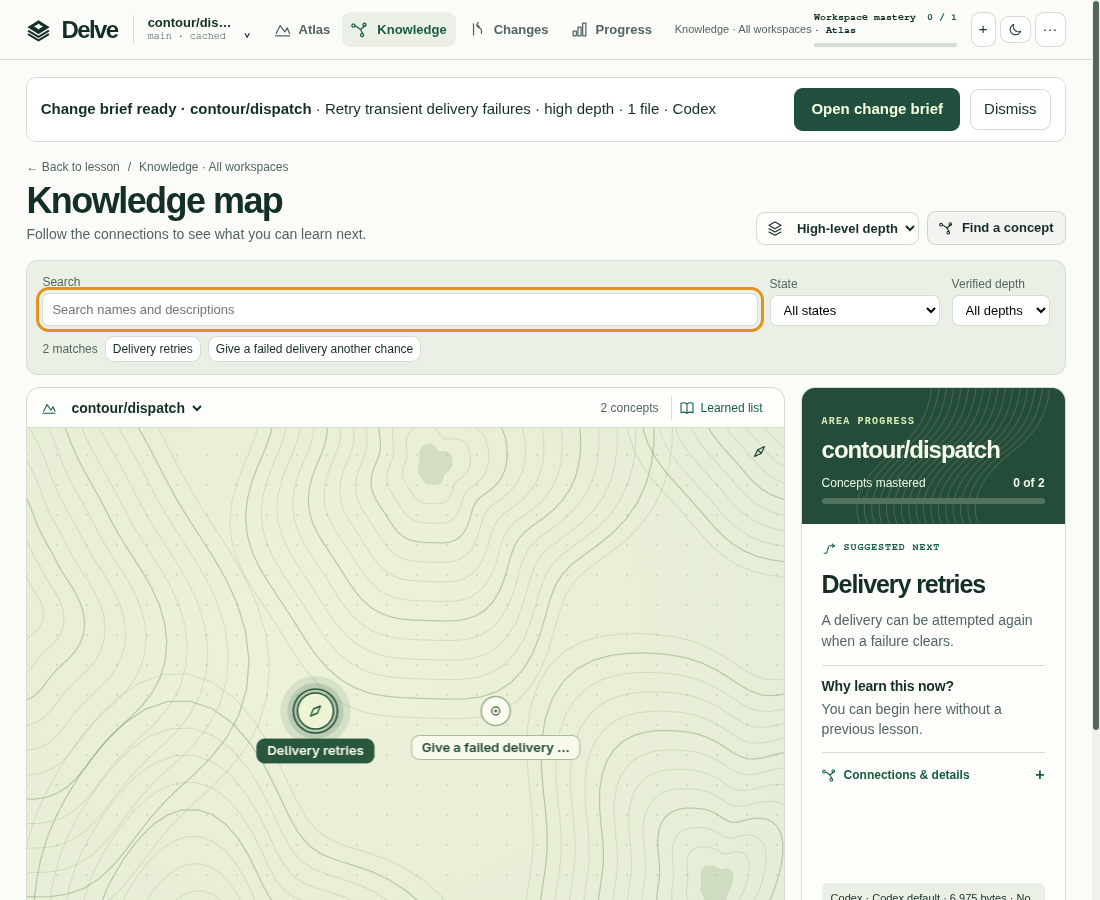 Delve
contour/dis...
main · cached
Atlas
Knowledge
Changes
Progress
Knowledge · All workspaces ·
Workspace mastery 0 / 1
Atlas
+
...
Change brief ready · contour/dispatch · Retry transient delivery failures · high depth · 1 file · Codex
Open change brief
Dismiss
← Back to lesson / Knowledge · All workspaces
Knowledge map
Follow the connections to see what you can learn next.
High-level depth
Find a concept
Search
State
Verified depth
Search names and descriptions
All states
All depths
2 matches
Delivery retries
Give a failed delivery another chance
contour/dispatch
2 concepts
Learned list
Delivery retries
Give a failed delivery ...
AREA PROGRESS
contour/dispatch
Concepts mastered 0 of 2
SUGGESTED NEXT
Delivery retries
A delivery can be attempted again
when a failure clears.
Why learn this now?
You can begin here without a
previous lesson.
Connections & details +
Codex · Codex default · 6,975 bytes · No